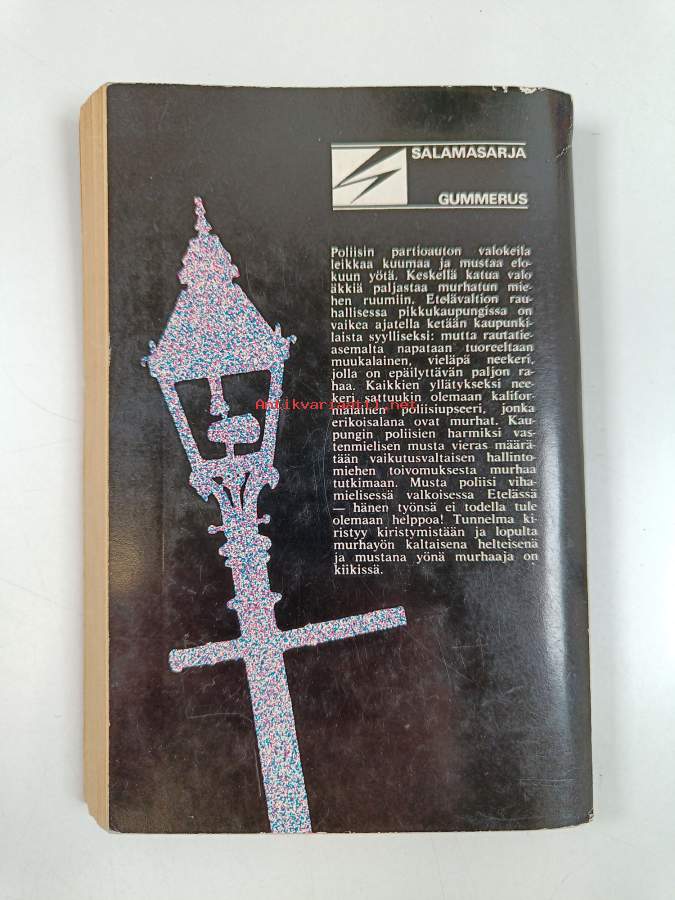 SALAMASARJA
GUMMERUS
Poliisin partioauton valokeila
leikkaa kuumaa ja mustaa elo-
kuun yötä. Keskellä katua valo
äkkiä paljastaa murhatun mie-
hen ruumiin. Etelävaltion rau-
hallisessa pikkukaupungissa on
vaikea ajatella ketään kaupunki-
laista syylliseksi: mutta rautatie-
asemalta napataan tuoreeltaan
muukalainen, vieläpä neekeri,
jolla on epäilyttävän paljon ra-
haa. Kaikkien yllätykseksi nee-
keri sattuukin olemaan kalifor-
nialainen poliisiupseeri, jonka
erikoisalana ovat murhat. Kau-
pungin poliisien harmiksi vas-
tenmielisen musta vieras määrä-
tään vaikutusvaltaisen hallinto-
miehen toivomuksesta murhaa
tutkimaan. Musta poliisi viha-
mielisessä valkoisessa Etelässä
— hänen työnsä ei todella tule
olemaan helppoa! Tunnelma ki-
ristyy kiristymistään ja lopulta
murhayön kaltaisena helteisenä
ja mustana yönä murhaaja on
kiikissä.
Antikvariaatti.net